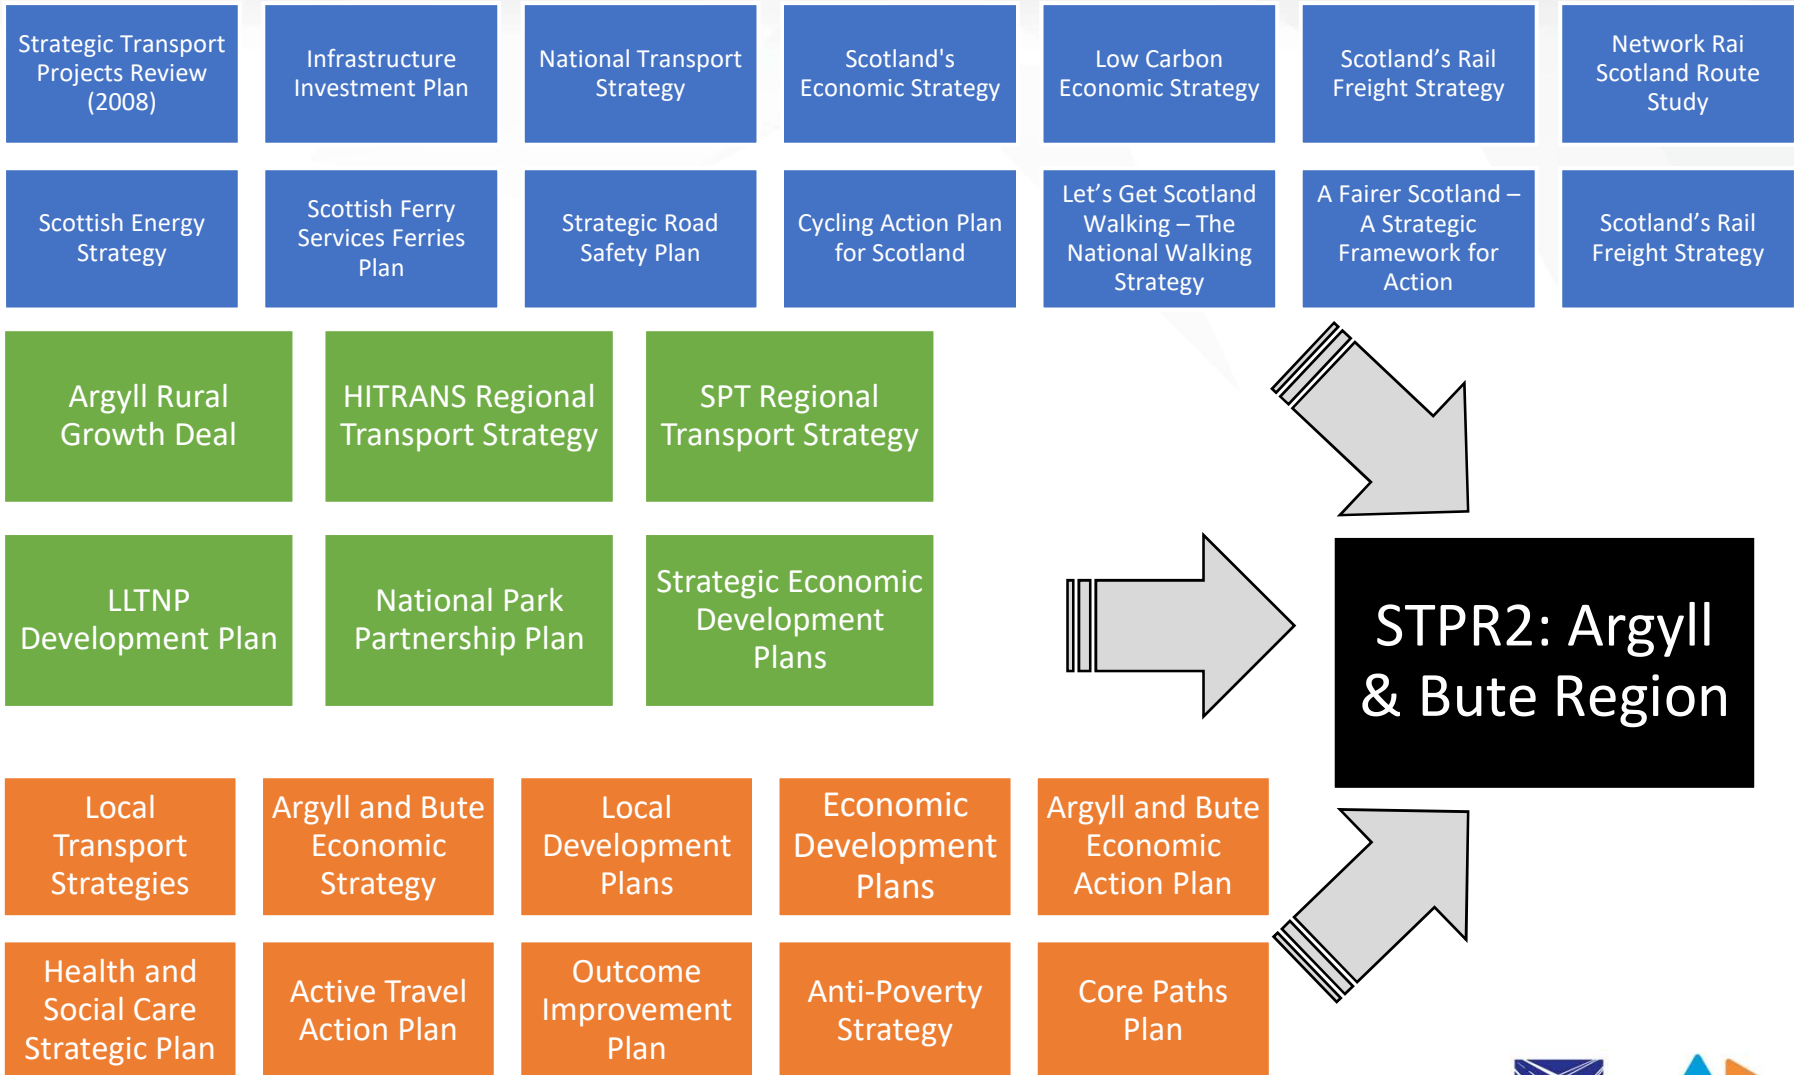 Strategic Transport
Projects Review
(2008)
Infrastructure
Investment Plan
National Transport
Strategy
Scotland's
Economic Strategy
Low Carbon
Economic Strategy
Scotland’s Rail
Freight Strategy
Network Rai
Scotland Route
Study
Scottish Energy
Strategy
Scottish Ferry
Services Ferries
Plan
Strategic Road
Safety Plan
Cycling Action Plan
for Scotland
Let’s Get Scotland
Walking – The
National Walking
Strategy
A Fairer Scotland –
A Strategic
Framework for
Action
Scotland’s Rail
Freight Strategy
Argyll Rural
Growth Deal
HITRANS Regional
Transport Strategy
SPT Regional
Transport Strategy
LLTNP
Development Plan
National Park
Partnership Plan
Strategic Economic
Development
Plans
STPR2: Argyll
& Bute Region
Local
Transport
Strategies
Argyll and Bute
Economic
Strategy
Local
Development
Plans
Economic
Development
Plans
Argyll and Bute
Economic
Action Plan
Health and
Social Care
Strategic Plan
Active Travel
Action Plan
Outcome
Improvement
Plan
Anti-Poverty
Strategy
Core Paths
Plan